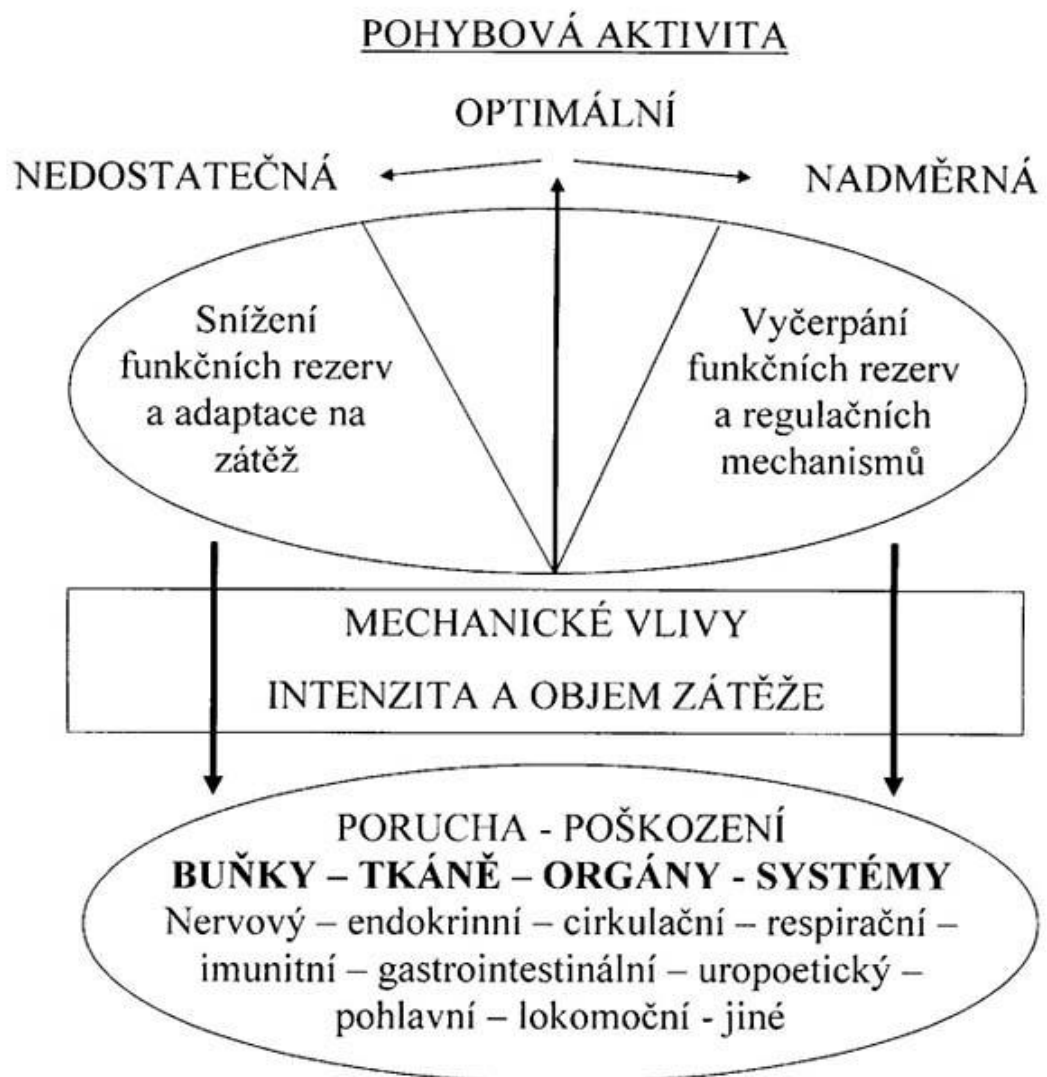 POHYBOVÁ AKTIVITA
OPTIMÁLNÍ
NEDOSTATEČNÁ
NADMĚRNÁ
Snížení
funkčních rezerv
a adaptace na
zátěž
Vyčerpání
funkčních rezerv
a regulačních
mechanismů
MECHANICKÉ VLIVY
INTENZITA A OBJEM ZÁTĚŽE
PORUCHA - POŠKOZENÍ
BUŇKY – TKÁNĚ – ORGÁNY - SYSTÉMY
Nervový – endokrinní – cirkulační – respirační –
imunitní – gastrointestinální – uropoetický –
pohlavní – lokomoční - jiné